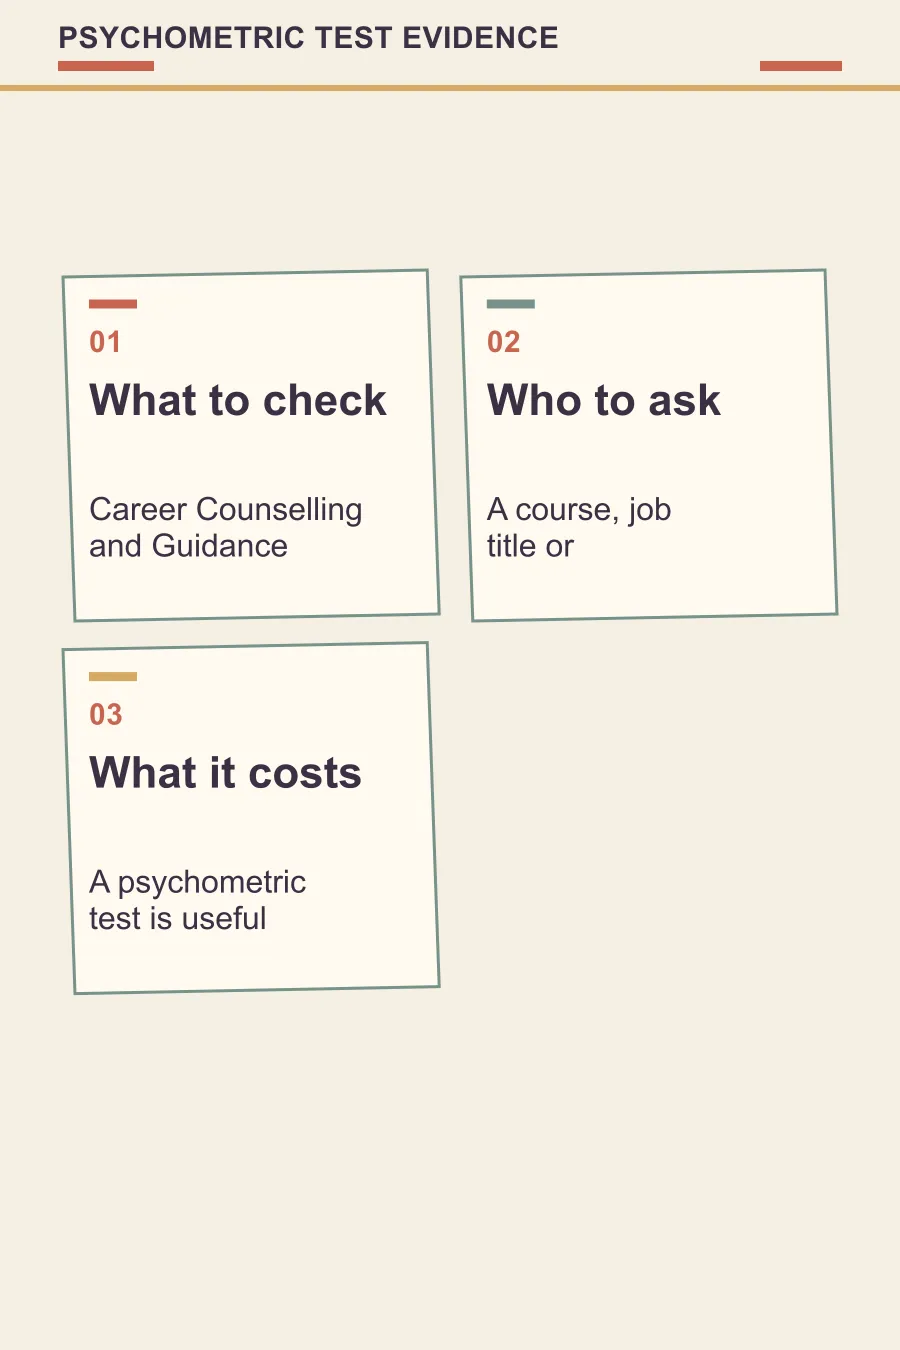 PSYCHOMETRIC TEST EVIDENCE
01
What to check
Career Counselling
and Guidance
02
Who to ask
A course, job
title or
03
What it costs
A psychometric
test is useful